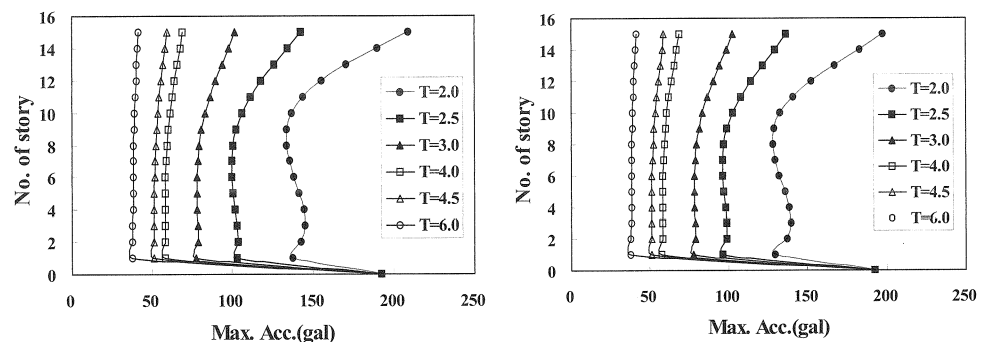 16
14
12
10
8
6
4
2
0
No. of story
0 50 100 150 200 250
Max. Acc.(gal)
T=2.0
T=2.5
T=3.0
T=4.0
T=4.5
T=6.0
16
14
12
10
8
6
4
2
0
No. of story
0 50 100 150 200 250
Max. Acc.(gal)
T=2.0
T=2.5
T=3.0
T=4.0
T=4.5
T=6.0